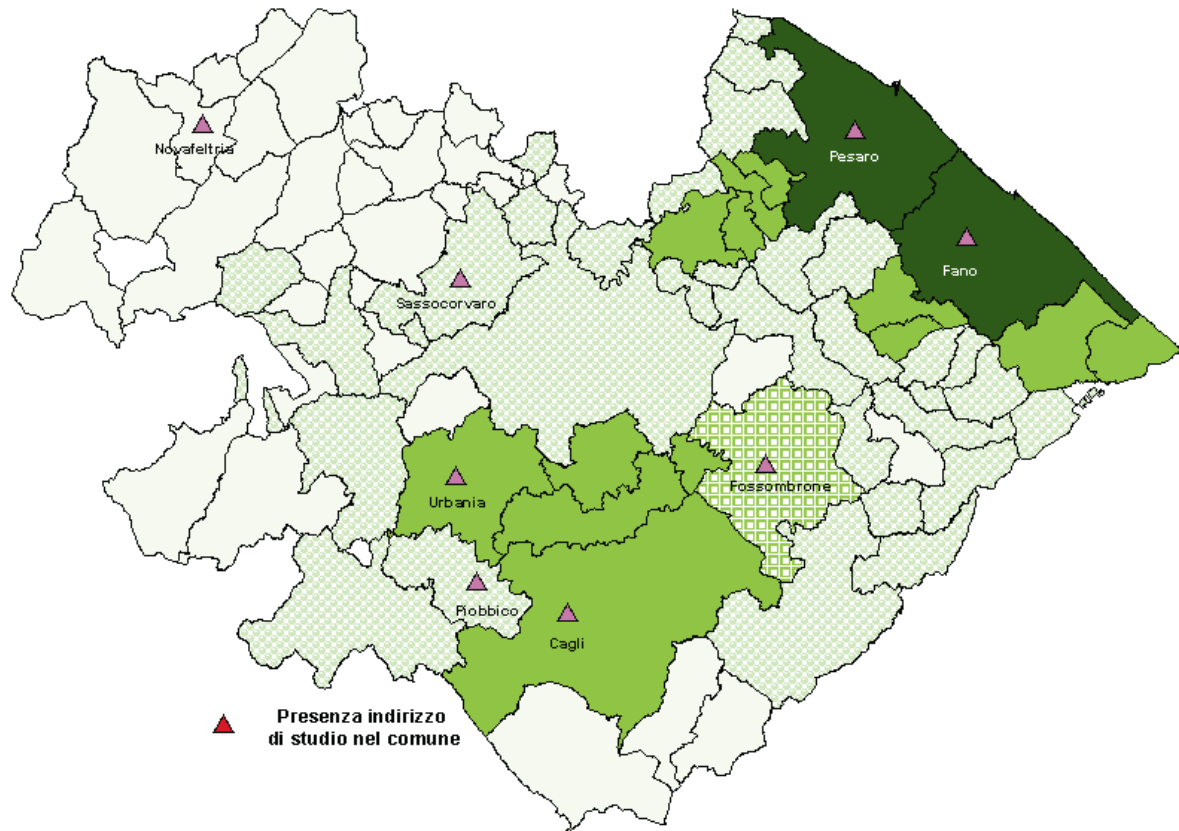 Novafeltria
Pesaro
Fano
Sassocorvaro
Fossombrone
Urbania
Piobbico
Cagli
Presenza indirizzo
di studio nel comune